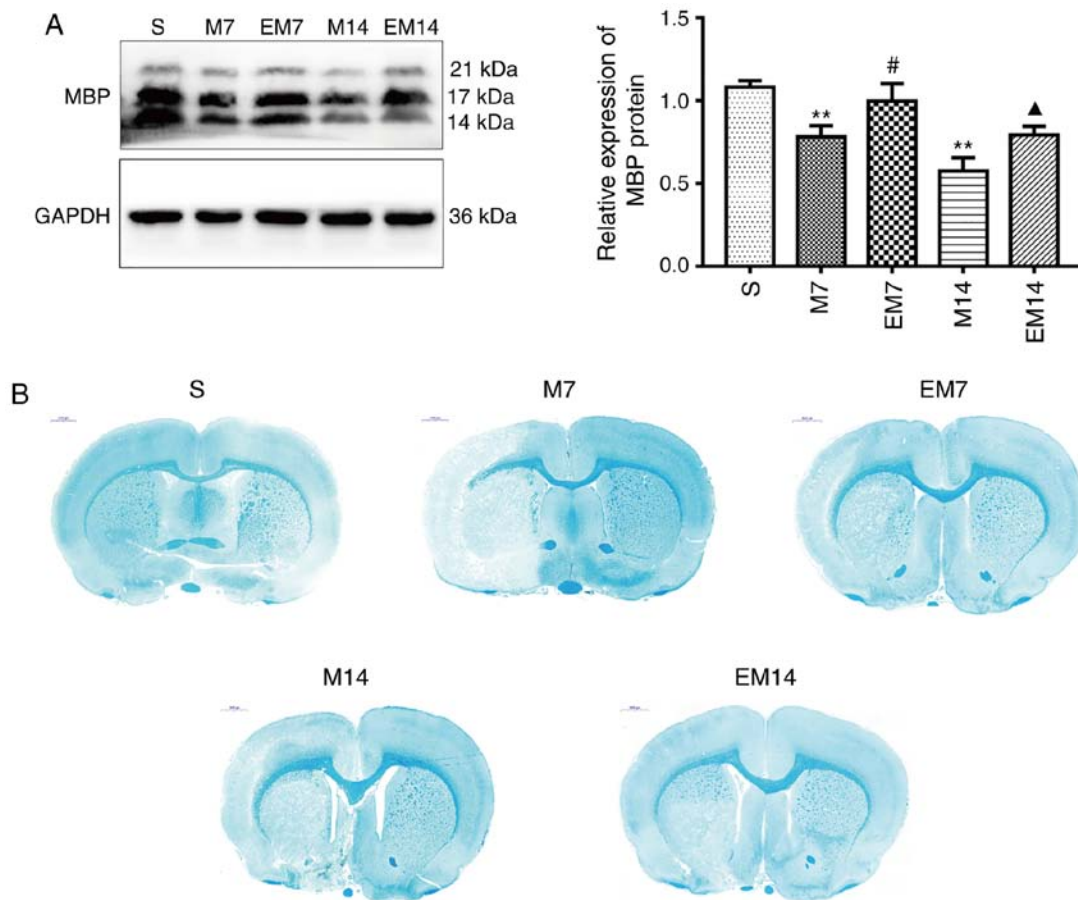 A
S M7 EM7 M14 EM14
MBP
21 kDa
17 kDa
14 kDa
GAPDH
36 kDa
Relative expression of
MBP protein
1.5
1.0
0.5
0.0
**
#
**
▲
S
M7
EM7
M14
EM14
B
S
M7
EM7
M14
EM14